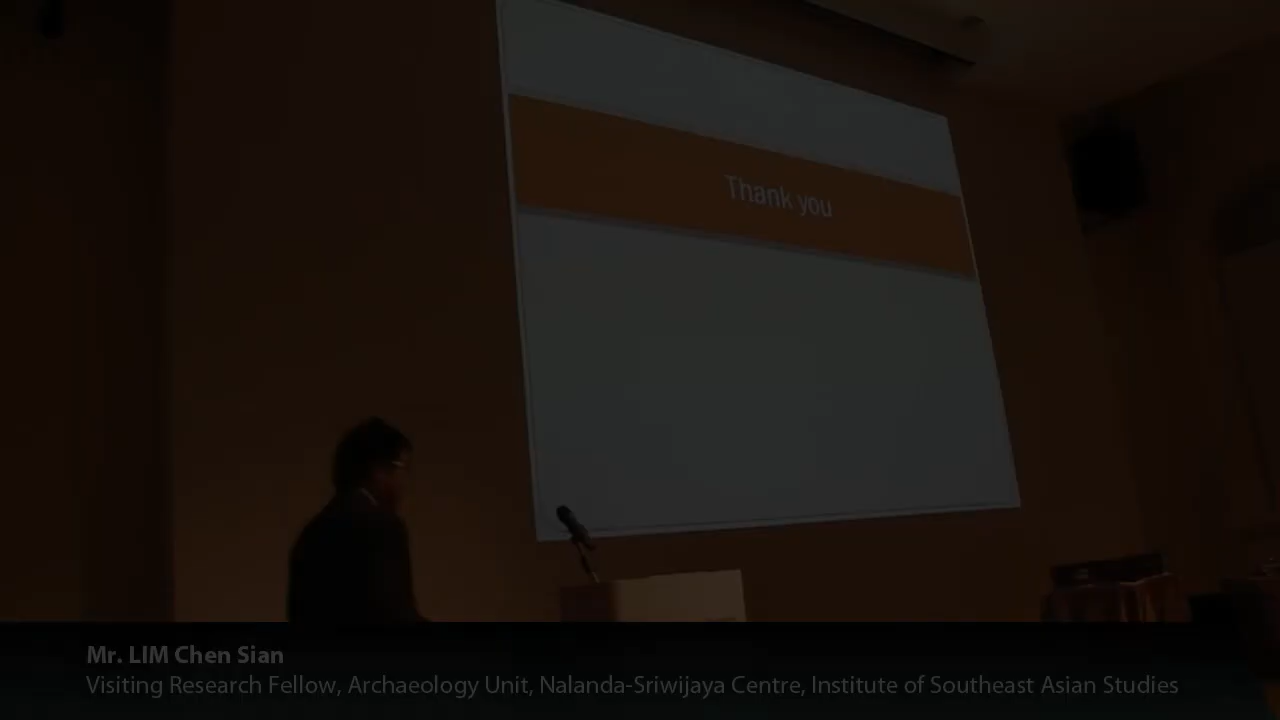 Thank you
Mr. LIM Chen Sian
Visiting Research Fellow, Archaeology Unit, Nalanda-Sriwijaya Centre, Institute of Southeast Asian Studies